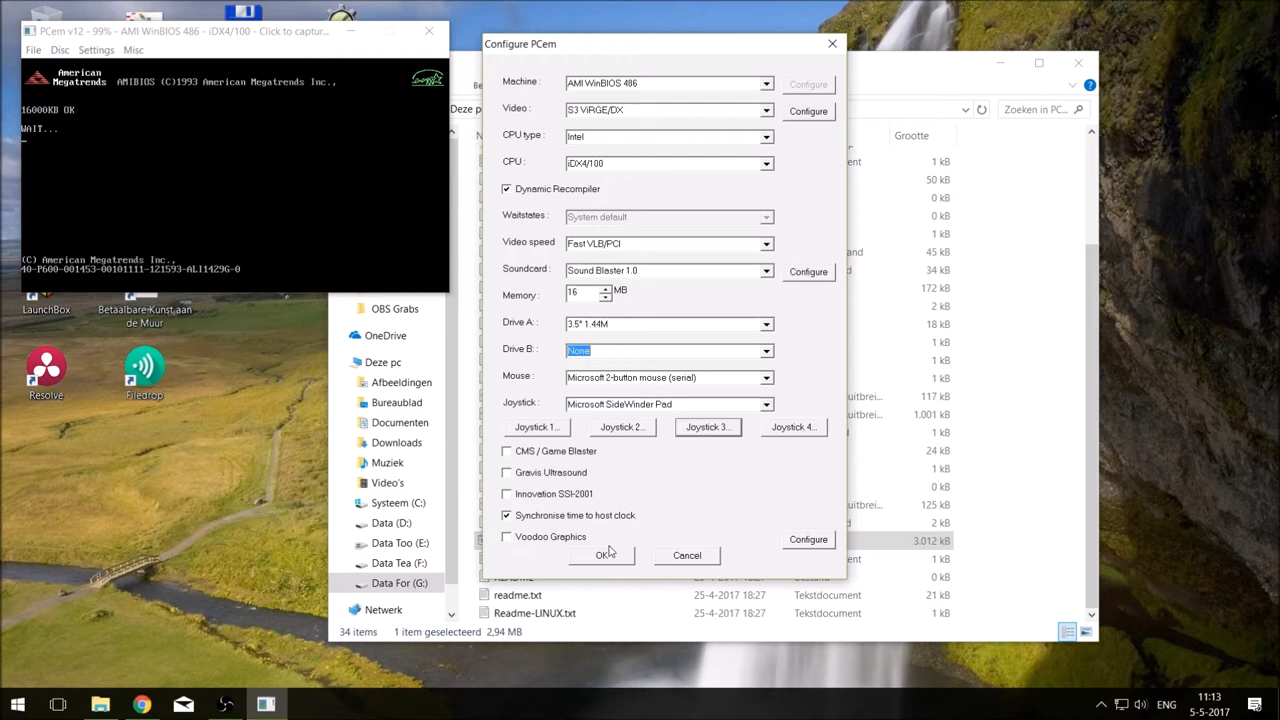 PCem v12 - 99% - AMI WinBIOS 486 - iDX4/100 - Click to captur...
File Disc Settings Misc
American
Megatrends
AMIBIOS (C)1993 American Megatrends Inc.,
16000KB OK
WAIT...
(C) American Megatrends Inc.,
40-P600-001453-00101111-121593-ALI1429G-0
LaunchBox
Betaalbare-Kunst aan
de Muur
Resolve
Filedrop
Configure PCem
Machine : AMI WinBIOS 486 Configure
Video : S3 ViRGE/DX Configure
CPU type : Intel
CPU : iDX4/100
Dynamic Recompiler
Waitstates : System default
Video speed Fast VLB/PCI
Soundcard : Sound Blaster 1.0 Configure
Memory : 16 MB
Drive A: : 3.5" 1.44M
Drive B: : None
Mouse : Microsoft 2-button mouse (serial)
Joystick : Microsoft SideWinder Pad
Joystick 1... Joystick 2... Joystick 3... Joystick 4...
CMS / Game Blaster
Gravis Ultrasound
Innovation SSI-2001
Synchronise time to host clock
Voodoo Graphics Configure
OK Cancel
Deze p
Zoeken in PC...
Grootte
1 kB
50 kB
0 kB
0 kB
45 kB
34 kB
172 kB
2 kB
18 kB
1 kB
1 kB
1 kB
117 kB
1.001 kB
1 kB
24 kB
0 kB
125 kB
2 kB
3.012 kB
1 kB
0 kB
OBS Grabs
OneDrive
Deze pc
Afbeeldingen
Bureaublad
Documenten
Downloads
Muziek
Video's
Systeem (C:)
Data (D:)
Data Too (E:)
Data Tea (F:)
Data For (G:)
Netwerk
readme.txt 25-4-2017 18:27 Tekstdocument 21 kB
Readme-LINUX.txt 25-4-2017 18:27 Tekstdocument 1 kB
34 items 1 item geselecteerd 2,94 MB
ENG
11:13
5-5-2017